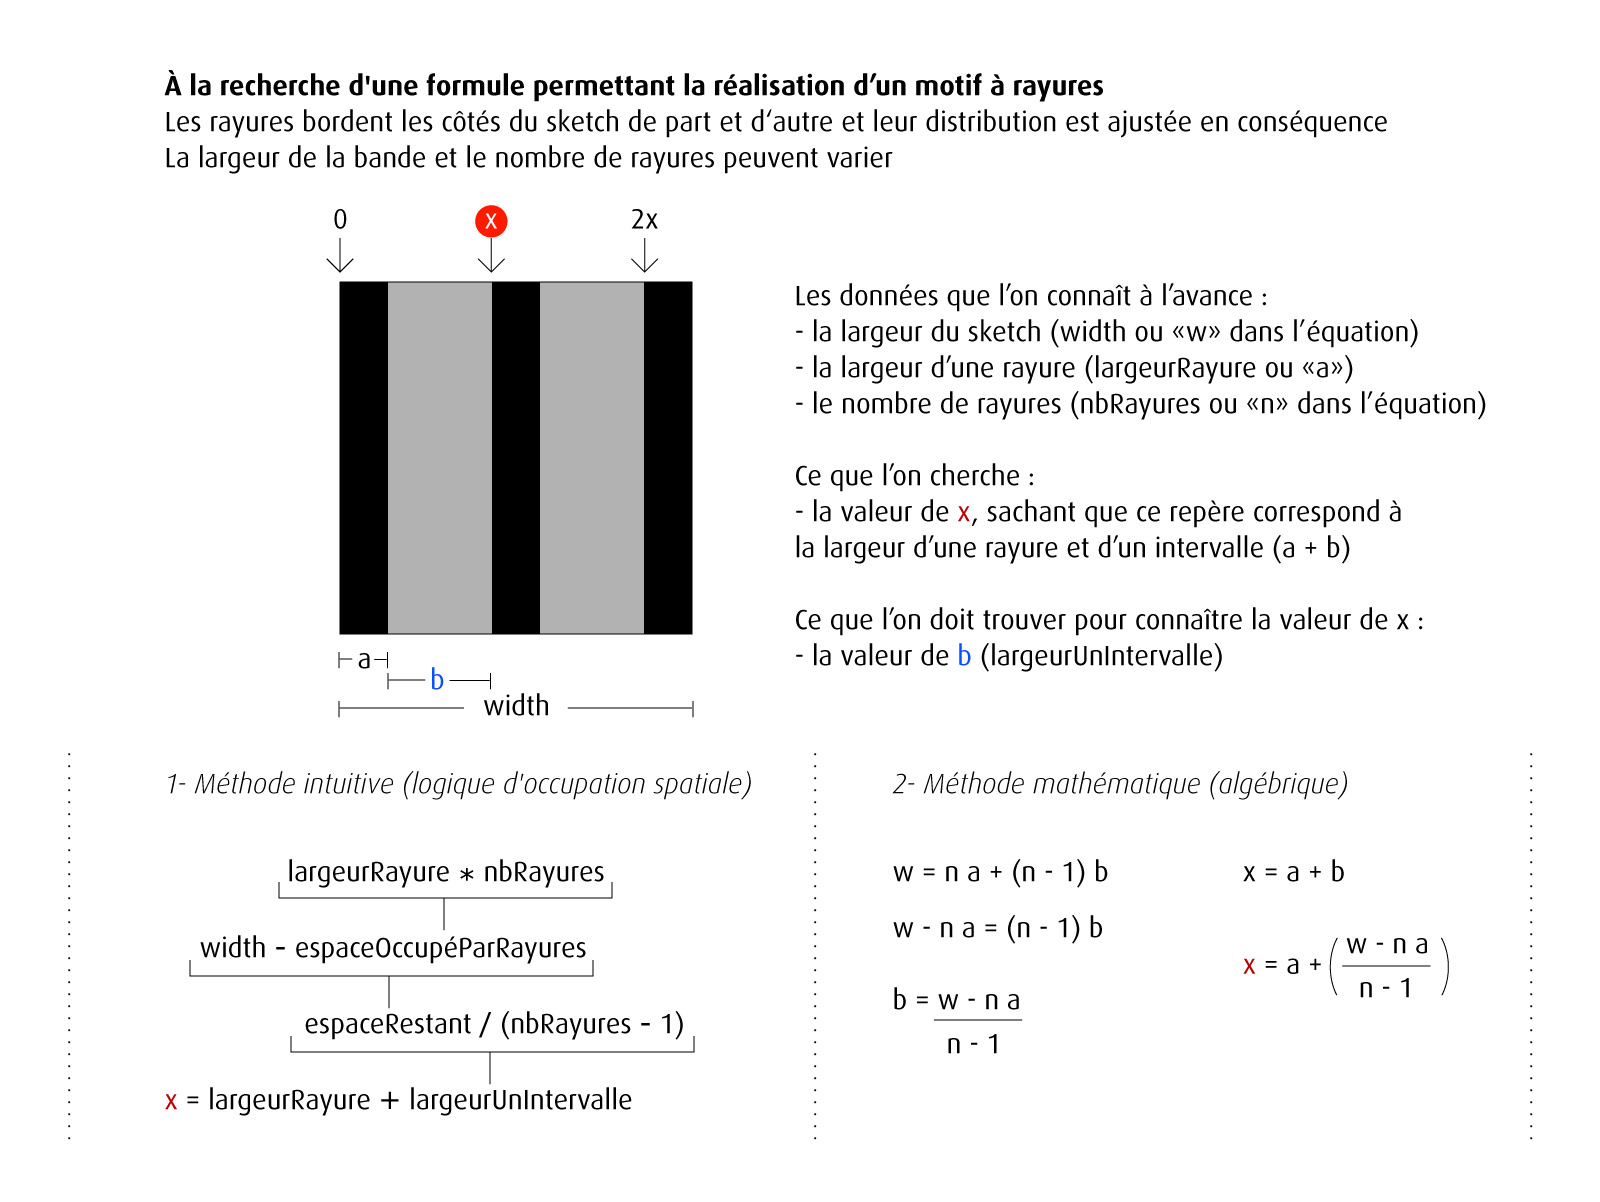 À la recherche d'une formule permettant la réalisation d’un motif à rayures
Les rayures bordent les côtés du sketch de part et d‘autre et leur distribution est ajustée en conséquence
La largeur de la bande et le nombre de rayures peuvent varier
0
x
2x
a
b
width
Les données que l’on connaît à l’avance :
- la largeur du sketch (width ou «w» dans l’équation)
- la largeur d’une rayure (largeurRayure ou «a»)
- le nombre de rayures (nbRayures ou «n» dans l’équation)
Ce que l’on cherche :
- la valeur de x, sachant que ce repère correspond à
la largeur d’une rayure et d’un intervalle (a + b)
Ce que l’on doit trouver pour connaître la valeur de x :
- la valeur de b (largeurUnIntervalle)
1- Méthode intuitive (logique d'occupation spatiale)
largeurRayure * nbRayures
width - espaceOccupéParRayures
espaceRestant / (nbRayures - 1)
x = largeurRayure + largeurUnIntervalle
2- Méthode mathématique (algébrique)
w = n a + (n - 1) b
w - n a = (n - 1) b
b = w - n a
n - 1
x = a + b
x = a + ( w - n a )
n - 1